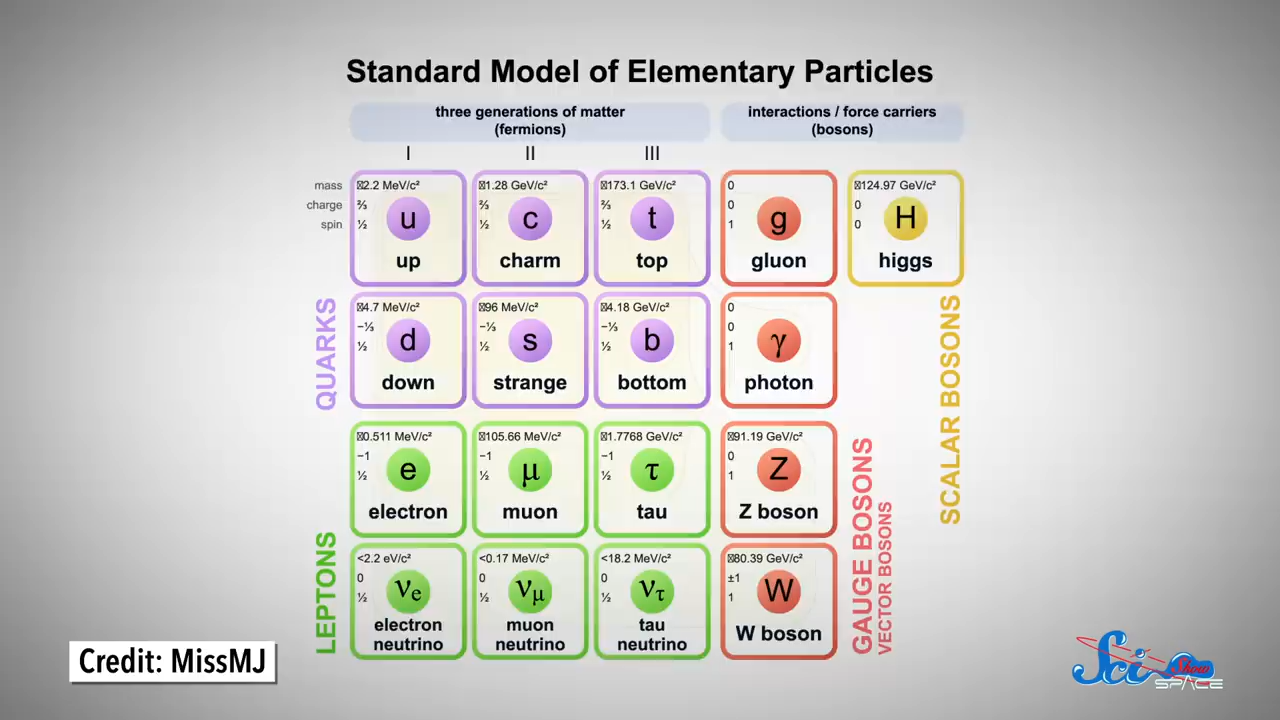 Standard Model of Elementary Particles
three generations of matter
(fermions)
interactions / force carriers
(bosons)
I II III
mass
charge
spin
2.2 MeV/c²
⅔
½
u
up
1.28 GeV/c²
⅔
½
c
charm
173.1 GeV/c²
⅔
½
t
top
0
0
1
g
gluon
124.97 GeV/c²
0
0
H
higgs
QUARKS
4.7 MeV/c²
−⅓
½
d
down
96 MeV/c²
−⅓
½
s
strange
4.18 GeV/c²
−⅓
½
b
bottom
0
0
1
γ
photon
SCALAR BOSONS
LEPTONS
0.511 MeV/c²
−1
½
e
electron
105.66 MeV/c²
−1
½
μ
muon
1.7768 GeV/c²
−1
½
τ
tau
91.19 GeV/c²
0
1
Z
Z boson
<2.2 eV/c²
0
½
νe
electron
neutrino
<0.17 MeV/c²
0
½
νμ
muon
neutrino
<18.2 MeV/c²
0
½
ντ
tau
neutrino
80.39 GeV/c²
±1
1
W
W boson
GAUGE BOSONS
VECTOR BOSONS
Credit: MissMJ
Sci Show
SPACE